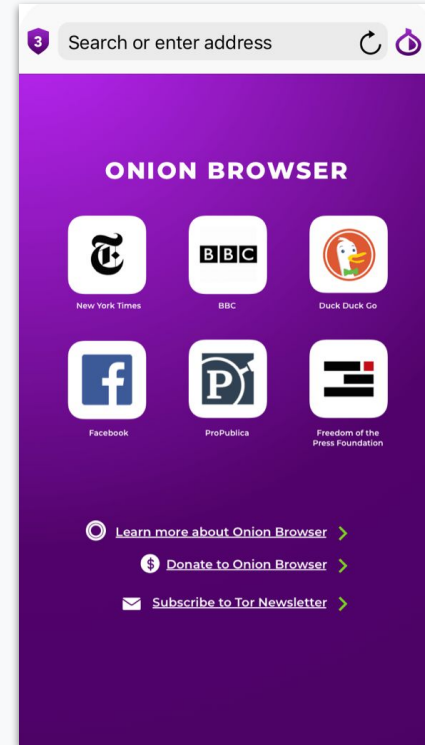 3
Search or enter address
ONION BROWSER
T
BBC
New York Times
BBC
Duck Duck Go
f
P
Facebook
ProPublica
Freedom of the
Press Foundation
Learn more about Onion Browser
$ Donate to Onion Browser
Subscribe to Tor Newsletter